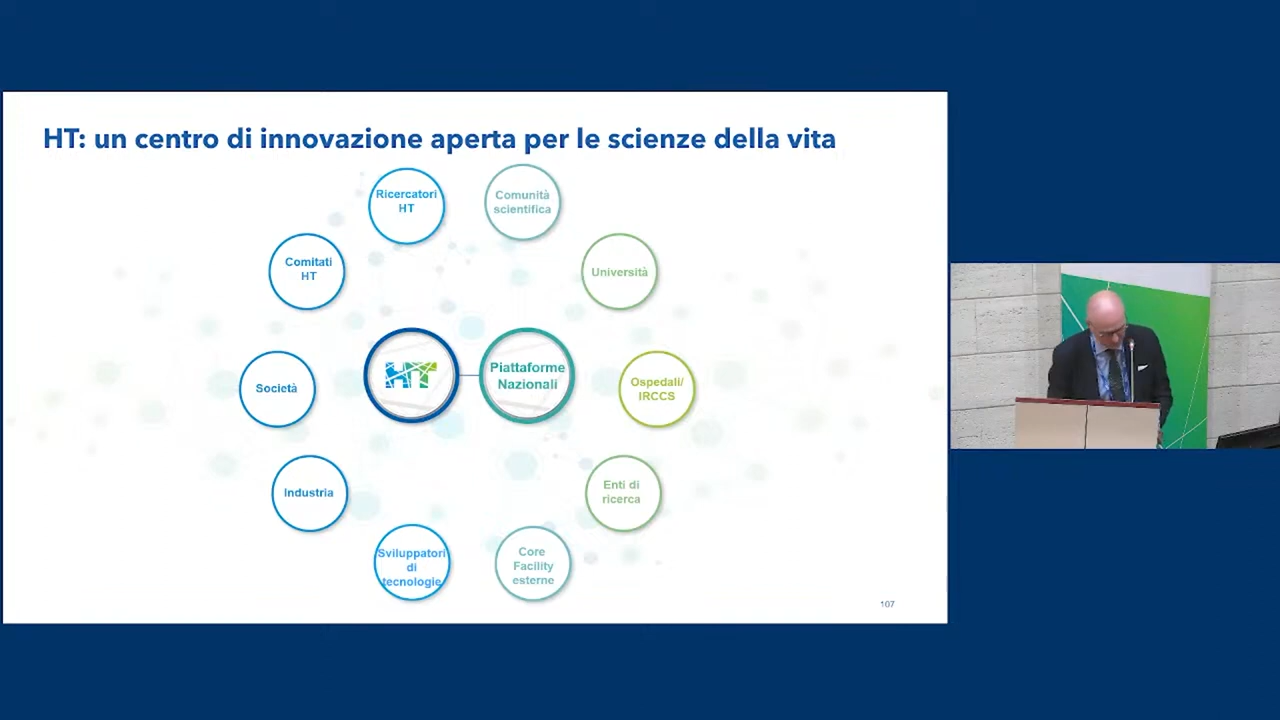 HT: un centro di innovazione aperta per le scienze della vita
Ricercatori
HT
Comunità
scientifica
Comitati
HT
Università
Società
HT
Piattaforme
Nazionali
Ospedali/
IRCCS
Industria
Enti di
ricerca
Sviluppatori
di
tecnologie
Core
Facility
esterne
107